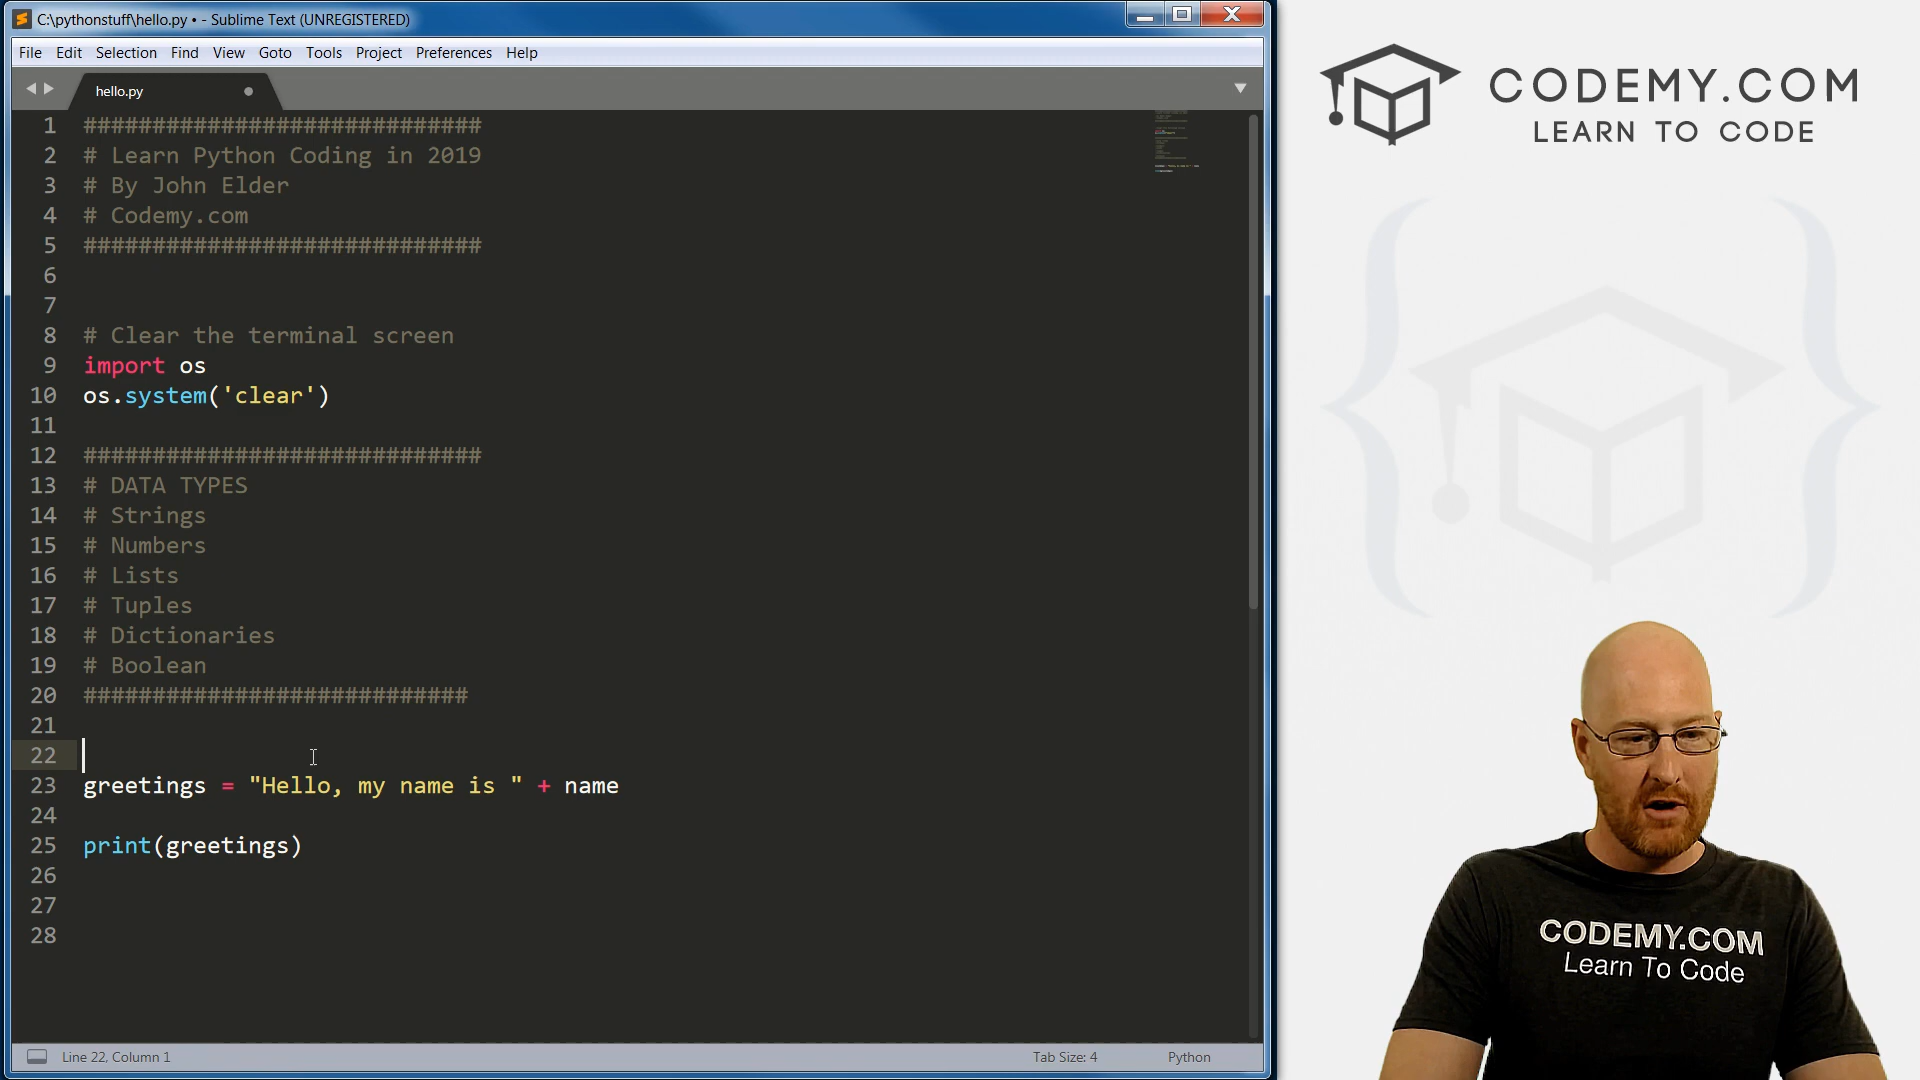 C:\pythonstuff\hello.py • - Sublime Text (UNREGISTERED)
File Edit Selection Find View Goto Tools Project Preferences Help
hello.py
1 #############################
2 # Learn Python Coding in 2019
3 # By John Elder
4 # Codemy.com
5 #############################
6
7
8 # Clear the terminal screen
9 import os
10 os.system('clear')
11
12 #############################
13 # DATA TYPES
14 # Strings
15 # Numbers
16 # Lists
17 # Tuples
18 # Dictionaries
19 # Boolean
20 ############################
21
22
23 greetings = "Hello, my name is " + name
24
25 print(greetings)
26
27
28
Line 22, Column 1
Tab Size: 4
Python
CODEMY.COM
LEARN TO CODE
CODEMY.COM
Learn To Code